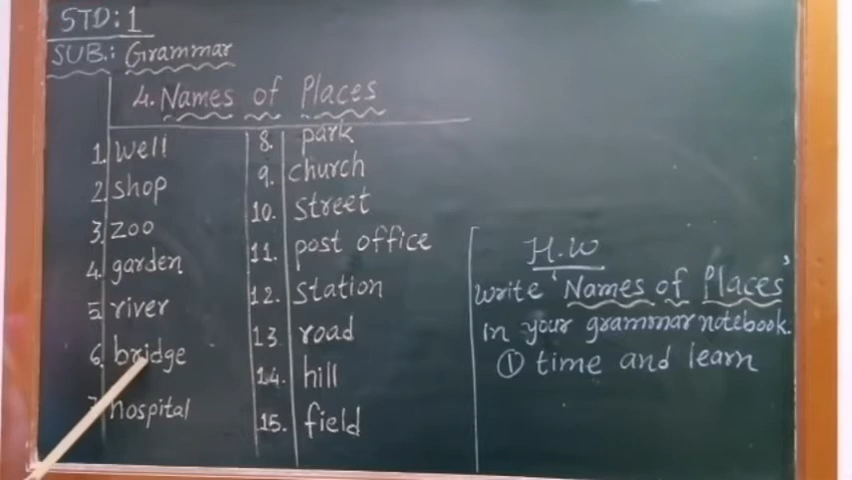 STD: 1
SUB.: Grammar
4. Names of Places
1. well
2. shop
3. zoo
4. garden
5. river
6. bridge
7. hospital
8. park
9. church
10. street
11. post office
12. station
13. road
14. hill
15. field
H.W
Write 'Names of Places'
in your grammar notebook.
① time and learn